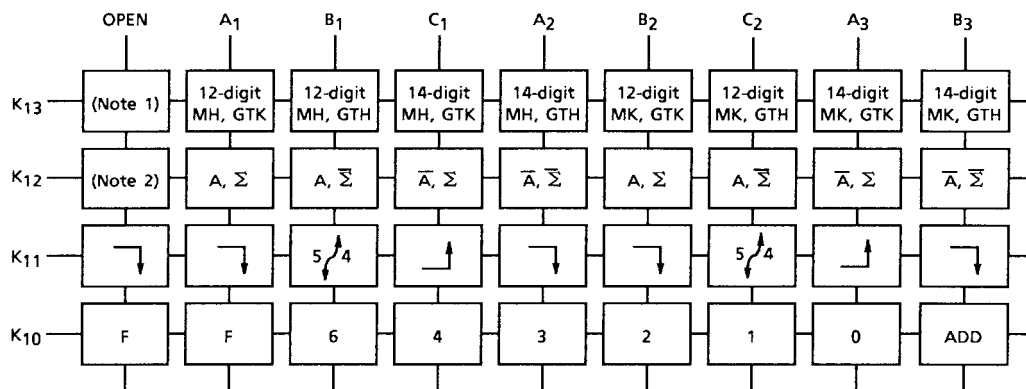 OPEN A₁ B₁ C₁ A₂ B₂ C₂ A₃ B₃
K₁₃ (Note 1) 12-digit MH, GTK 12-digit MH, GTH 14-digit MH, GTK 14-digit MH, GTH 12-digit MK, GTK 12-digit MK, GTH 14-digit MK, GTK 14-digit MK, GTH
K₁₂ (Note 2) A, Σ A, Σ̅ A̅, Σ A̅, Σ̅ A, Σ A, Σ̅ A̅, Σ A̅, Σ̅
K₁₁ 5 4 5 4
K₁₀ F F 6 4 3 2 1 0 ADD